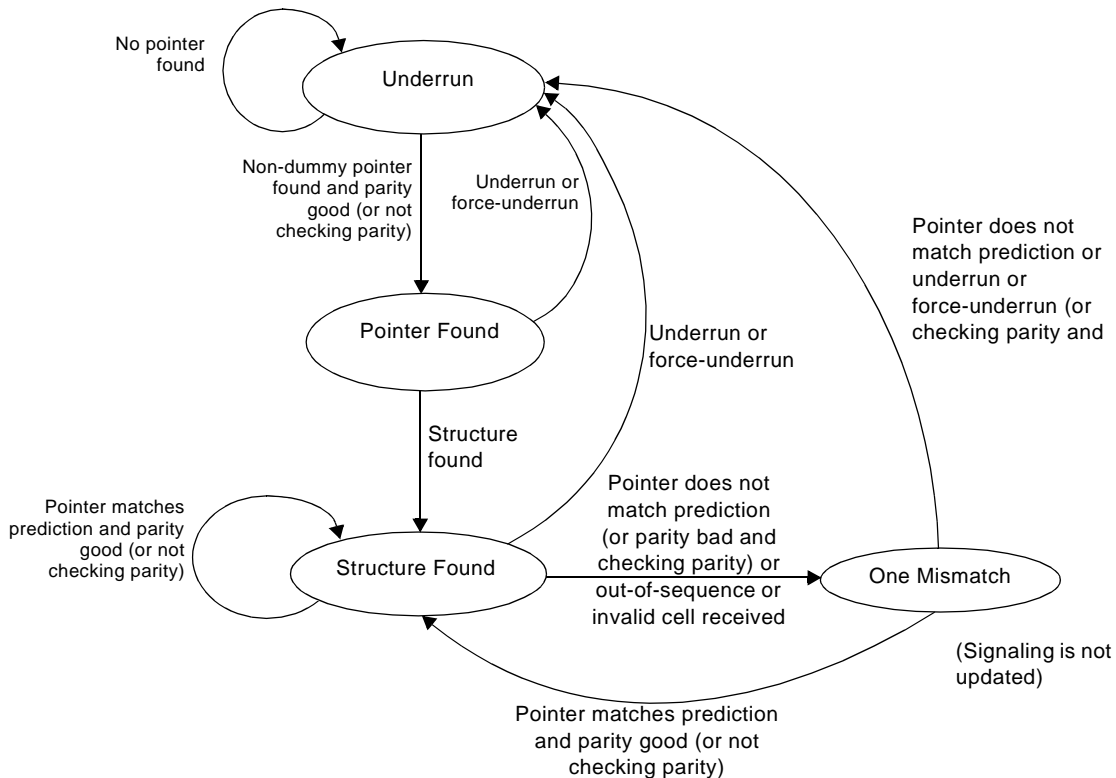 No pointer
found
Underrun
Non-dummy pointer
found and parity
good (or not
checking parity)
Underrun or
force-underrun
Pointer does not
match prediction or
underrun or
force-underrun (or
checking parity and
Pointer Found
Underrun or
force-underrun
Structure
found
Pointer matches
prediction and parity
good (or not
checking parity)
Structure Found
Pointer does not
match prediction
(or parity bad and
checking parity) or
out-of-sequence or
invalid cell received
One Mismatch
(Signaling is not
updated)
Pointer matches prediction
and parity good (or not
checking parity)